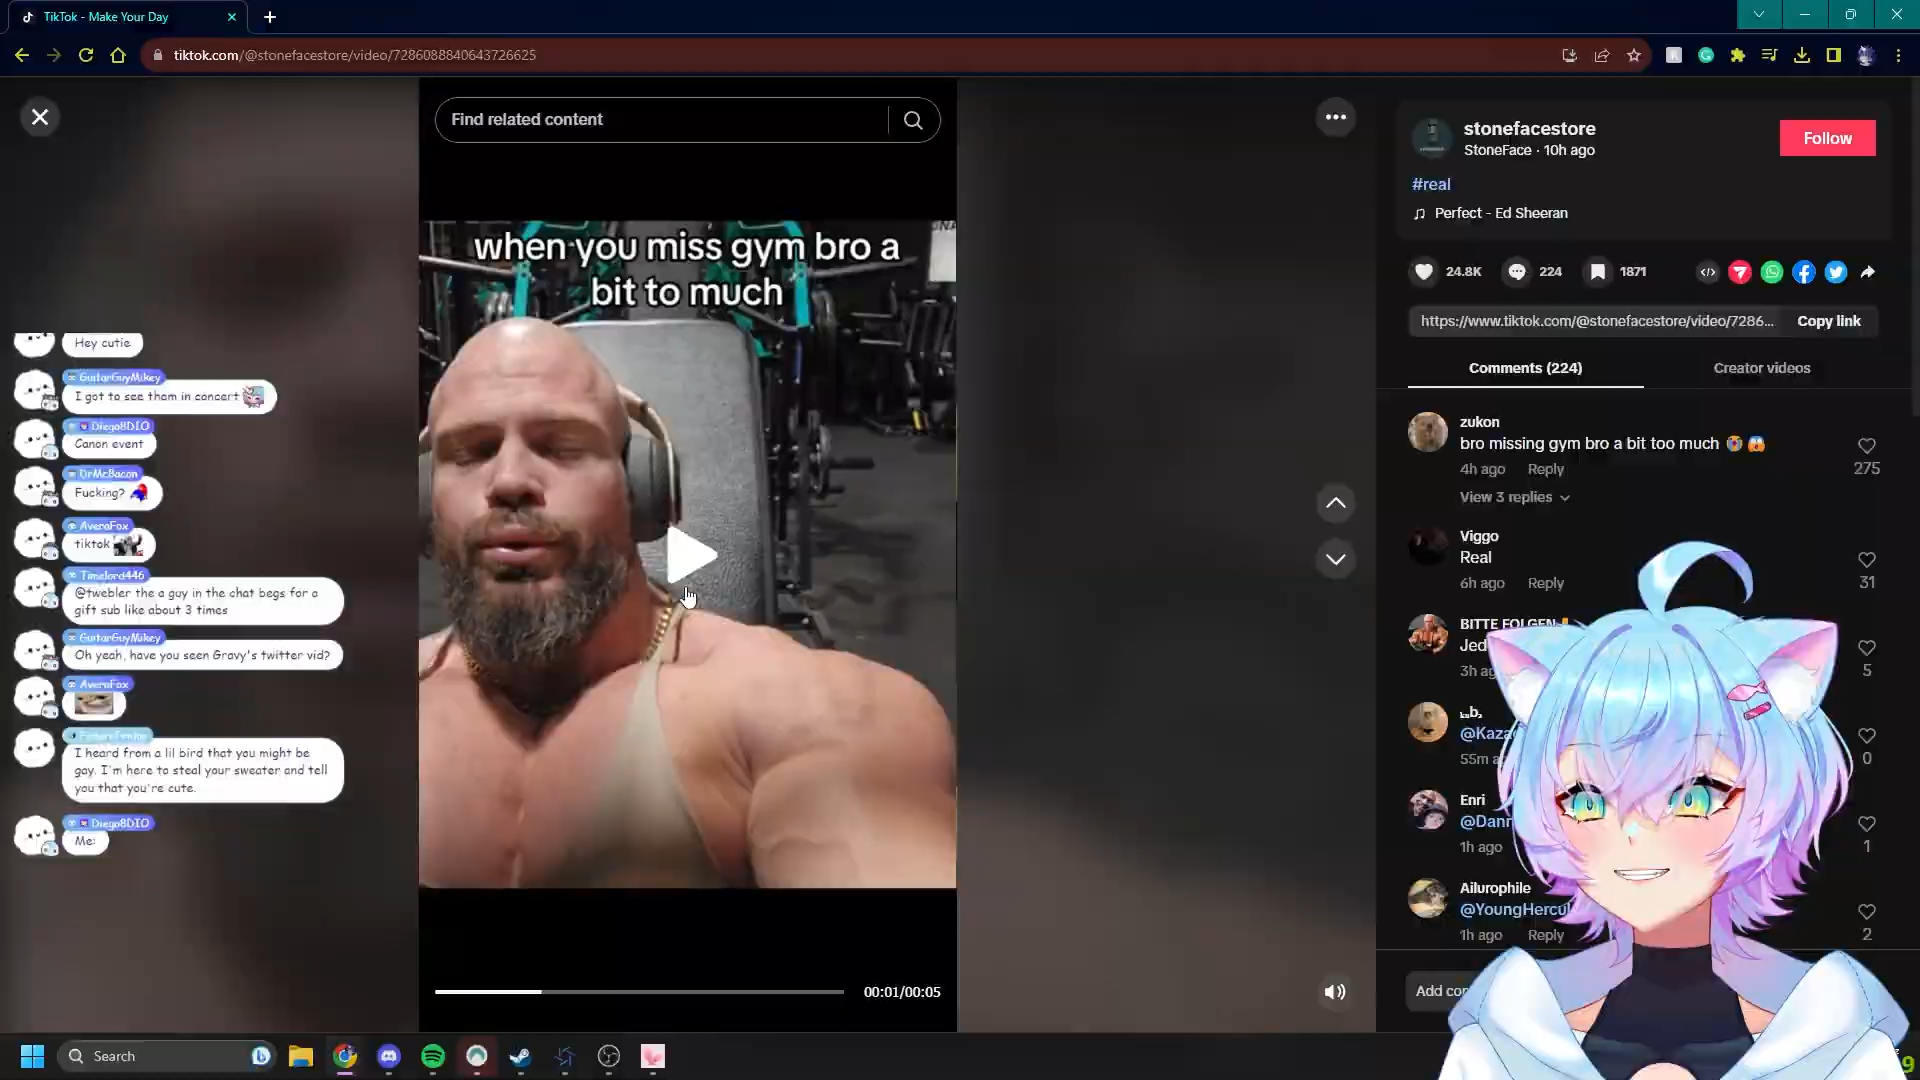 TikTok - Make Your Day
tiktok.com/@stonefacestore/video/7286088840643726625
Find related content
when you miss gym bro a
bit to much
00:01/00:05
Hey cutie
GuitarGuyMikey
I got to see them in concert
Diego8DIO
Canon event
DrMcBacon
Fucking?
AveraFox
tiktok
Timelord446
@twebler the a guy in the chat begs for a
gift sub like about 3 times
GuitarGuyMikey
Oh yeah, have you seen Gravy's twitter vid?
AveraFox
I heard from a lil bird that you might be
gay. I'm here to steal your sweater and tell
you that you're cute.
Diego8DIO
Me:
stonefacestore
StoneFace · 10h ago
Follow
#real
Perfect - Ed Sheeran
24.8K
224
1871
https://www.tiktok.com/@stonefacestore/video/7286...
Copy link
Comments (224)
Creator videos
zukon
bro missing gym bro a bit too much
4h ago Reply
275
View 3 replies
Viggo
Real
6h ago Reply
31
BITTE FOLGEN
Jed
3h ag
5
@Kaza
55m a
0
Enri
@Danr
1h ago
1
Ailurophile
@YoungHercul
1h ago Reply
2
Add co
Search